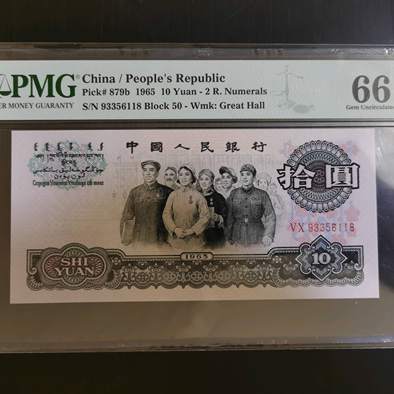 PMG
ER MONEY GUARANTY
China / People's Republic
Pick# 879b 1965 10 Yuan - 2 R. Numerals
S/N 93356118 Block 50 - Wmk: Great Hall
66
Gem Uncirculated
中國人民銀行
拾圓
VX 93356118
SHI
YUAN
1965
10